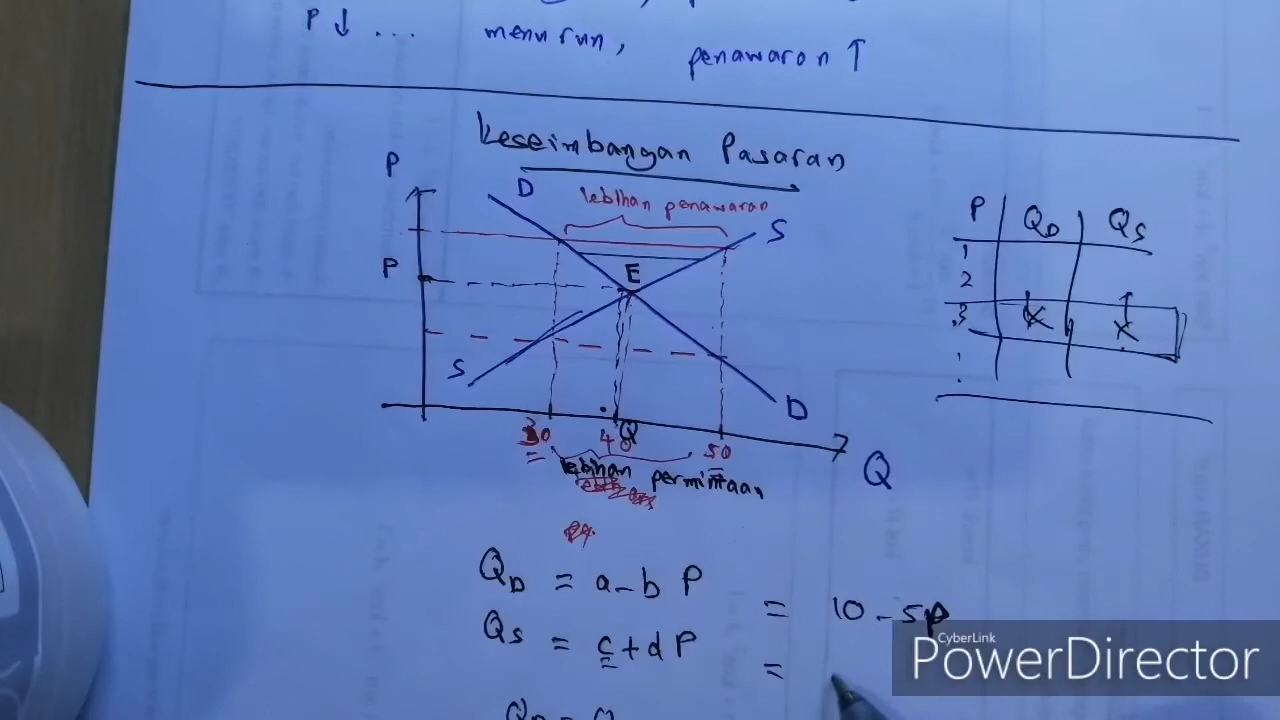 P ↓ ... menurun, penawaran ↑
Keseimbangan Pasaran
P
D
lebihan penawaran
S
P
E
S
D
30
40
Q
50
Q
lebihan permintaan
P QD QS
1
2
3 X X
QD = a - b P
= 10 - 5P
QS = c + d P
=
CyberLink
PowerDirector